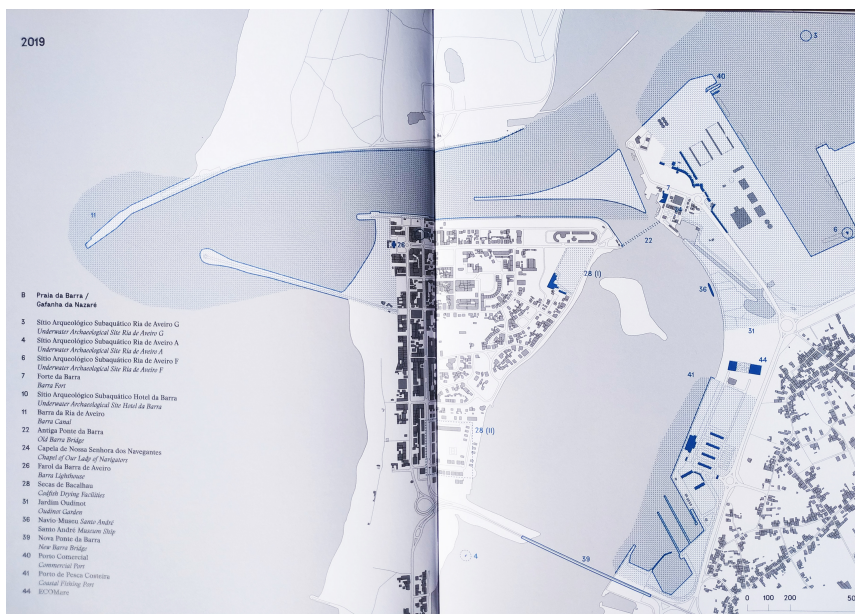 2019
B Praia da Barra /
Gafanha da Nazaré
3 Sítio Arqueológico Subaquático Ria de Aveiro G
Underwater Archaeological Site Ria de Aveiro G
4 Sítio Arqueológico Subaquático Ria de Aveiro A
Underwater Archaeological Site Ria de Aveiro A
6 Sítio Arqueológico Subaquático Ria de Aveiro F
Underwater Archaeological Site Ria de Aveiro F
7 Forte da Barra
Barra Fort
10 Sítio Arqueológico Subaquático Hotel da Barra
Underwater Archaeological Site Hotel da Barra
11 Barra da Ria de Aveiro
Barra Canal
22 Antiga Ponte da Barra
Old Barra Bridge
24 Capela de Nossa Senhora dos Navegantes
Chapel of Our Lady of Navigators
26 Farol da Barra de Aveiro
Barra Lighthouse
28 Secas de Bacalhau
Codfish Drying Facilities
31 Jardim Oudinot
Oudinot Garden
36 Navio-Museu Santo André
Santo André Museum Ship
39 Nova Ponte da Barra
New Barra Bridge
40 Porto Comercial
Commercial Port
41 Porto de Pesca Costeira
Coastal Fishing Port
44 ECOMare
3
40
7
11
26
22
6
28 (I)
36
31
44
41
28 (II)
4
39
0 100 200